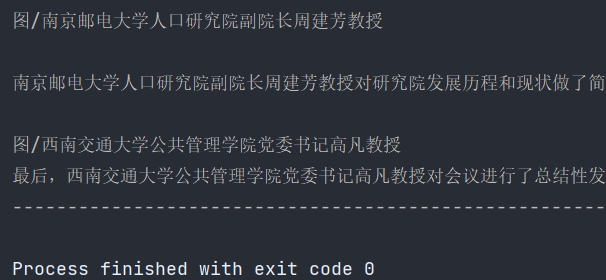 图/南京邮电大学人口研究院副院长周建芳教授
南京邮电大学人口研究院副院长周建芳教授对研究院发展历程和现状做了简
图/西南交通大学公共管理学院党委书记高凡教授
最后，西南交通大学公共管理学院党委书记高凡教授对会议进行了总结性发
------------------------------------------------------
Process finished with exit code 0